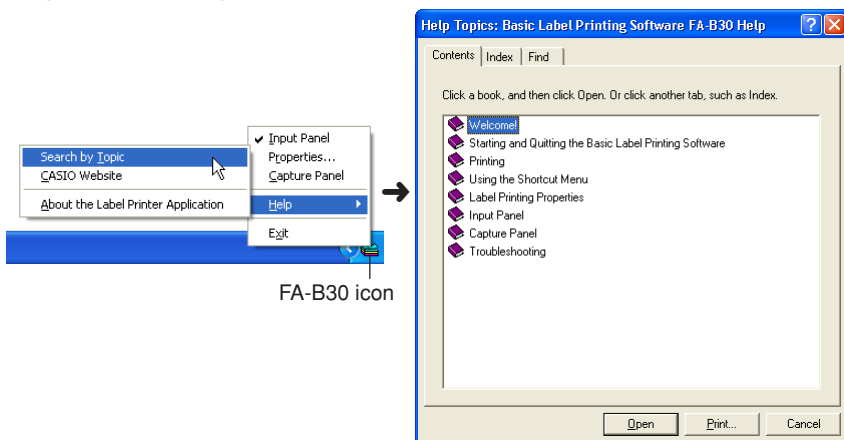 Input Panel
Properties...
Capture Panel
Help
Exit
Search by Topic
CASIO Website
About the Label Printer Application
FA-B30 icon
Help Topics: Basic Label Printing Software FA-B30 Help
Contents Index Find
Click a book, and then click Open. Or click another tab, such as Index.
Welcome!
Starting and Quitting the Basic Label Printing Software
Printing
Using the Shortcut Menu
Label Printing Properties
Input Panel
Capture Panel
Troubleshooting
Open Print... Cancel